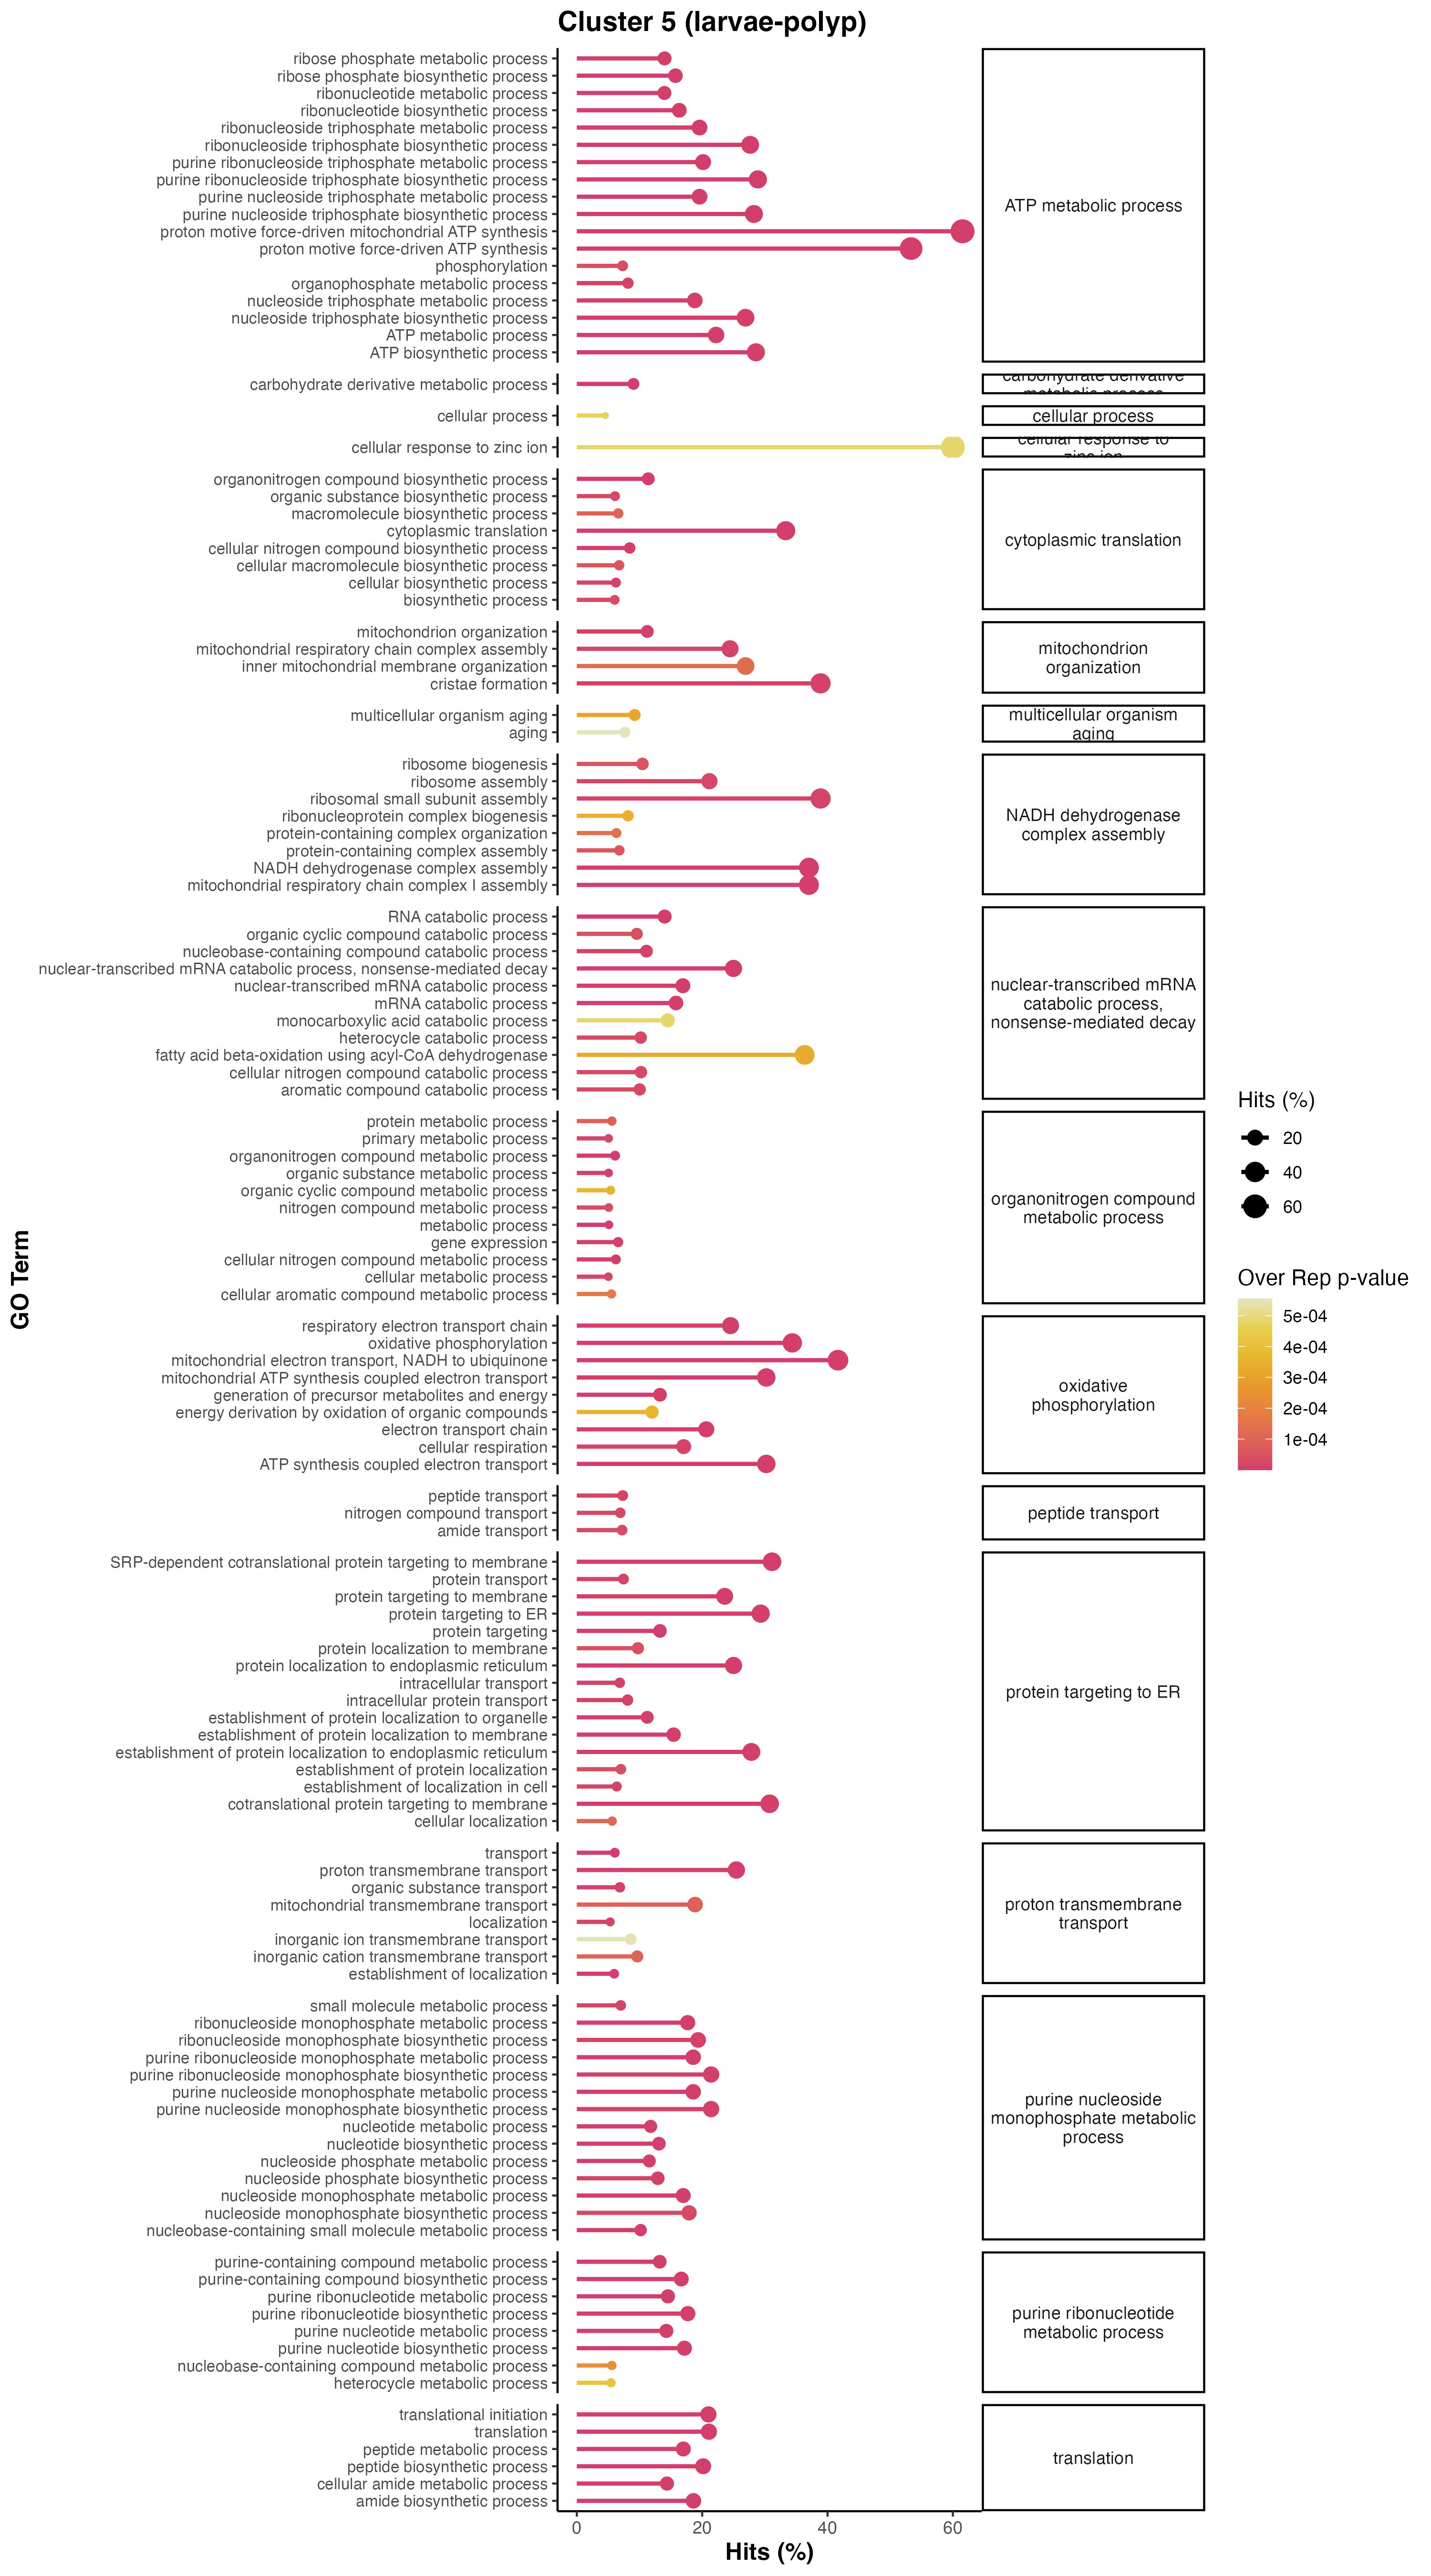 Cluster 5 (larvae-polyp)
ribose phosphate metabolic process
ribose phosphate biosynthetic process
ribonucleotide metabolic process
ribonucleotide biosynthetic process
ribonucleoside triphosphate metabolic process
ribonucleoside triphosphate biosynthetic process
purine ribonucleoside triphosphate metabolic process
purine ribonucleoside triphosphate biosynthetic process
purine nucleoside triphosphate metabolic process
purine nucleoside triphosphate biosynthetic process
proton motive force-driven mitochondrial ATP synthesis
proton motive force-driven ATP synthesis
phosphorylation
organophosphate metabolic process
nucleoside triphosphate metabolic process
nucleoside triphosphate biosynthetic process
ATP metabolic process
ATP biosynthetic process
ATP metabolic process
carbohydrate derivative metabolic process
carbohydrate derivative
metabolic process
cellular process
cellular process
cellular response to zinc ion
cellular response to
zinc ion
organonitrogen compound biosynthetic process
organic substance biosynthetic process
macromolecule biosynthetic process
cytoplasmic translation
cellular nitrogen compound biosynthetic process
cellular macromolecule biosynthetic process
cellular biosynthetic process
biosynthetic process
cytoplasmic translation
mitochondrion organization
mitochondrial respiratory chain complex assembly
inner mitochondrial membrane organization
cristae formation
mitochondrion
organization
multicellular organism aging
aging
multicellular organism
aging
ribosome biogenesis
ribosome assembly
ribosomal small subunit assembly
ribonucleoprotein complex biogenesis
protein-containing complex organization
protein-containing complex assembly
NADH dehydrogenase complex assembly
mitochondrial respiratory chain complex I assembly
NADH dehydrogenase
complex assembly
RNA catabolic process
organic cyclic compound catabolic process
nucleobase-containing compound catabolic process
nuclear-transcribed mRNA catabolic process, nonsense-mediated decay
nuclear-transcribed mRNA catabolic process
mRNA catabolic process
monocarboxylic acid catabolic process
heterocycle catabolic process
fatty acid beta-oxidation using acyl-CoA dehydrogenase
cellular nitrogen compound catabolic process
aromatic compound catabolic process
nuclear-transcribed mRNA
catabolic process,
nonsense-mediated decay
protein metabolic process
primary metabolic process
organonitrogen compound metabolic process
organic substance metabolic process
organic cyclic compound metabolic process
nitrogen compound metabolic process
metabolic process
gene expression
cellular nitrogen compound metabolic process
cellular metabolic process
cellular aromatic compound metabolic process
organonitrogen compound
metabolic process
respiratory electron transport chain
oxidative phosphorylation
mitochondrial electron transport, NADH to ubiquinone
mitochondrial ATP synthesis coupled electron transport
generation of precursor metabolites and energy
energy derivation by oxidation of organic compounds
electron transport chain
cellular respiration
ATP synthesis coupled electron transport
oxidative
phosphorylation
peptide transport
nitrogen compound transport
amide transport
peptide transport
SRP-dependent cotranslational protein targeting to membrane
protein transport
protein targeting to membrane
protein targeting to ER
protein targeting
protein localization to membrane
protein localization to endoplasmic reticulum
intracellular transport
intracellular protein transport
establishment of protein localization to organelle
establishment of protein localization to membrane
establishment of protein localization to endoplasmic reticulum
establishment of protein localization
establishment of localization in cell
cotranslational protein targeting to membrane
cellular localization
protein targeting to ER
transport
proton transmembrane transport
organic substance transport
mitochondrial transmembrane transport
localization
inorganic ion transmembrane transport
inorganic cation transmembrane transport
establishment of localization
proton transmembrane
transport
small molecule metabolic process
ribonucleoside monophosphate metabolic process
ribonucleoside monophosphate biosynthetic process
purine ribonucleoside monophosphate metabolic process
purine ribonucleoside monophosphate biosynthetic process
purine nucleoside monophosphate metabolic process
purine nucleoside monophosphate biosynthetic process
nucleotide metabolic process
nucleotide biosynthetic process
nucleoside phosphate metabolic process
nucleoside phosphate biosynthetic process
nucleoside monophosphate metabolic process
nucleoside monophosphate biosynthetic process
nucleobase-containing small molecule metabolic process
purine nucleoside
monophosphate metabolic
process
purine-containing compound metabolic process
purine-containing compound biosynthetic process
purine ribonucleotide metabolic process
purine ribonucleotide biosynthetic process
purine nucleotide metabolic process
purine nucleotide biosynthetic process
nucleobase-containing compound metabolic process
heterocycle metabolic process
purine ribonucleotide
metabolic process
translational initiation
translation
peptide metabolic process
peptide biosynthetic process
cellular amide metabolic process
amide biosynthetic process
translation
0 20 40 60
Hits (%)
GO Term
Hits (%)
20
40
60
Over Rep p-value
5e-04
4e-04
3e-04
2e-04
1e-04